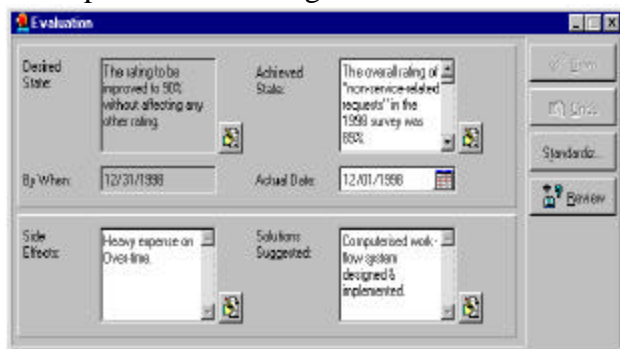 Evaluation
Desired State:
The rating to be
improved to 90%
without affecting any
other rating.
Achieved State:
The overall rating of
"non-service-related
requests" in the
1998 survey was
By When:
12/31/1998
Actual Date:
12/01/1998
Side Effects:
Heavy expense on
Over-time.
Solutions Suggested:
Computerised work-
flow system
designed &
implemented.
Standardiz...
Review